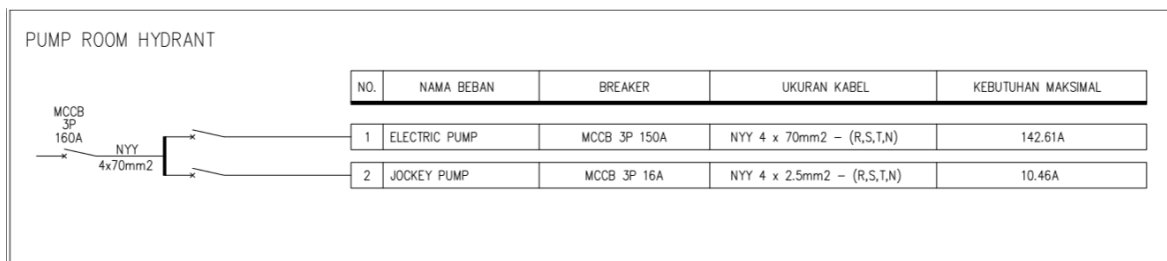 PUMP ROOM HYDRANT
NO. NAMA BEBAN BREAKER UKURAN KABEL KEBUTUHAN MAKSIMAL
MCCB
3P
160A
NYY
4x70mm2
1 ELECTRIC PUMP MCCB 3P 150A NYY 4 x 70mm2 – (R,S,T,N) 142.61A
2 JOCKEY PUMP MCCB 3P 16A NYY 4 x 2.5mm2 – (R,S,T,N) 10.46A